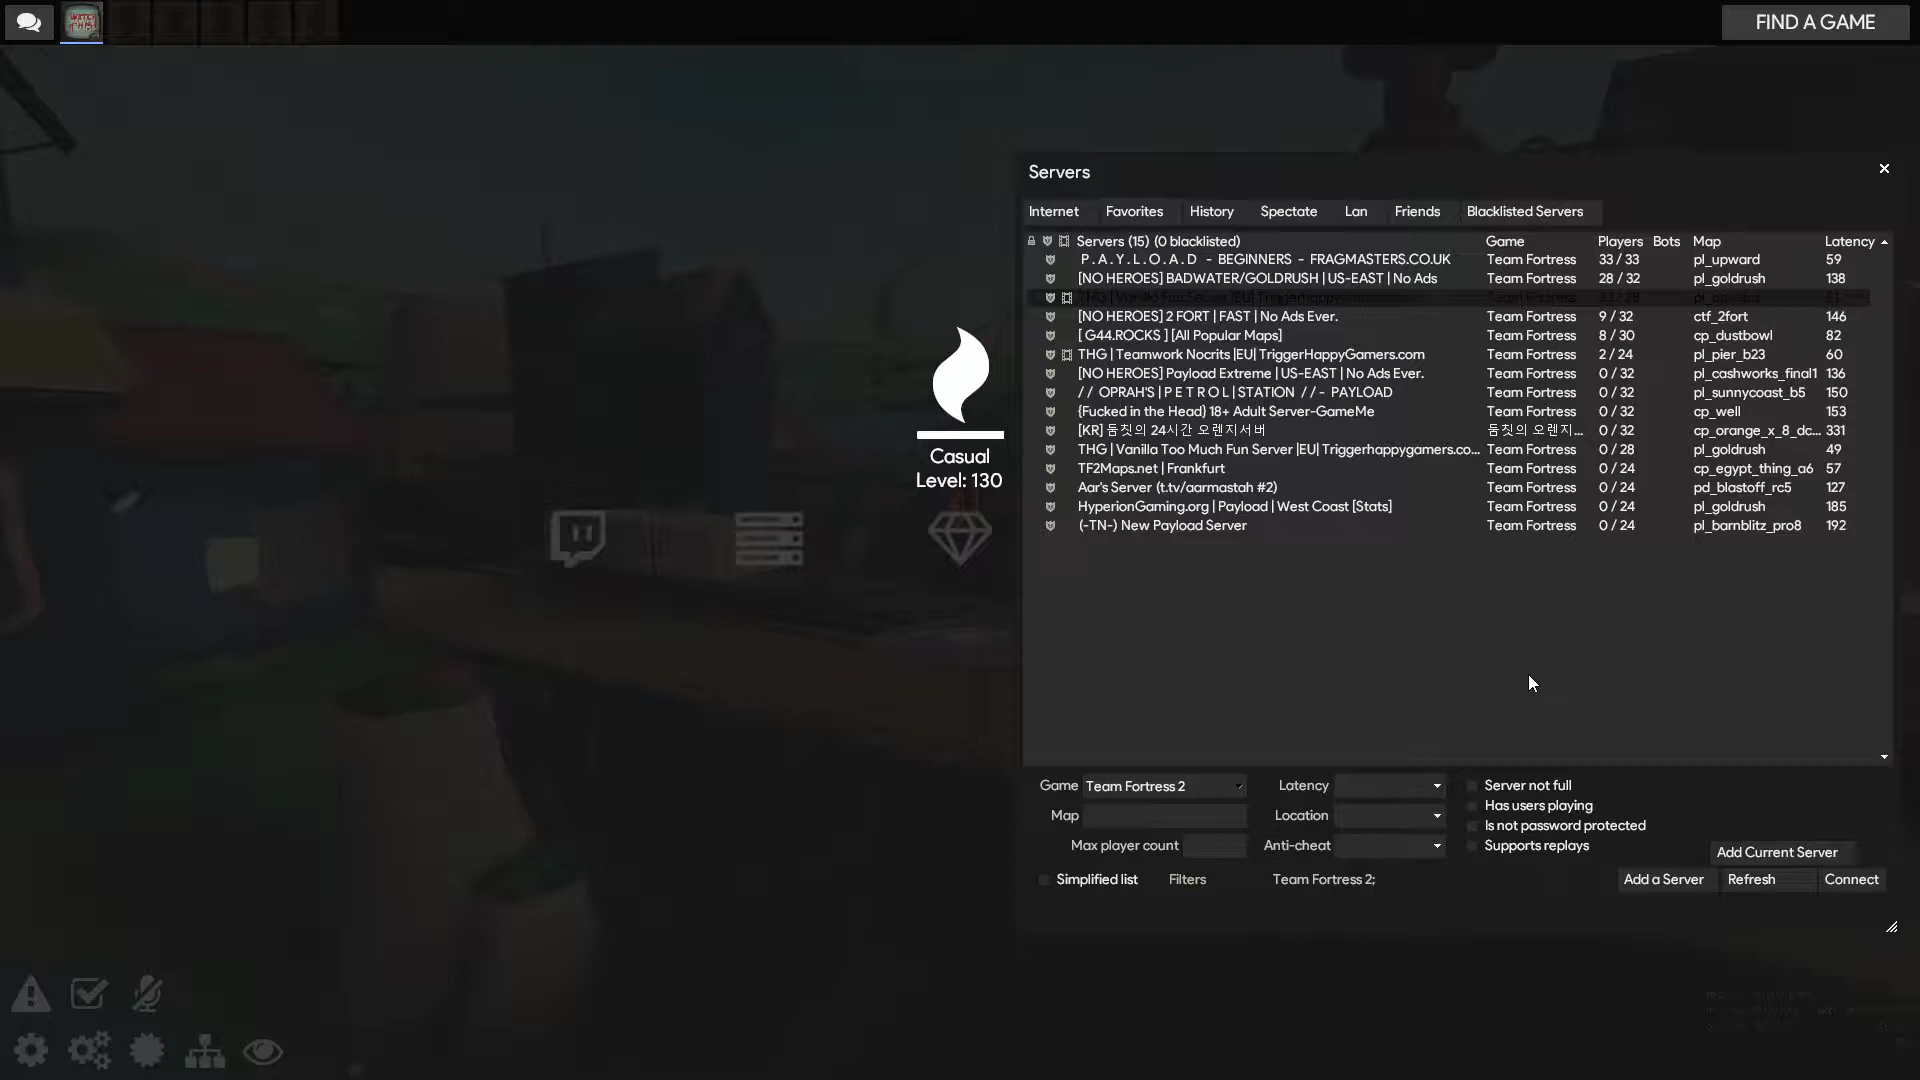 WATCH THIS!
FIND A GAME
Servers
Internet Favorites History Spectate Lan Friends Blacklisted Servers
Servers (15) (0 blacklisted) Game Players Bots Map Latency
P.A.Y.L.O.A.D - BEGINNERS - FRAGMASTERS.CO.UK Team Fortress 33 / 33 pl_upward 59
[NO HEROES] BADWATER/GOLDRUSH | US-EAST | No Ads Team Fortress 28 / 32 pl_goldrush 138
[NO HEROES] 2 FORT | FAST | No Ads Ever. Team Fortress 9 / 32 ctf_2fort 146
[ G44.ROCKS ] [All Popular Maps] Team Fortress 8 / 30 cp_dustbowl 82
THG | Teamwork Nocrits |EU| TriggerHappyGamers.com Team Fortress 2 / 24 pl_pier_b23 60
[NO HEROES] Payload Extreme | US-EAST | No Ads Ever. Team Fortress 0 / 32 pl_cashworks_final1 136
// OPRAH'S | P E T R O L | STATION // - PAYLOAD Team Fortress 0 / 32 pl_sunnycoast_b5 150
{Fucked in the Head} 18+ Adult Server-GameMe Team Fortress 0 / 32 cp_well 153
[KR] 둠칫의 24시간 오렌지서버 둠칫의 오렌지... 0 / 32 cp_orange_x_8_dc... 331
THG | Vanilla Too Much Fun Server |EU| Triggerhappygamers.co... Team Fortress 0 / 28 pl_goldrush 49
TF2Maps.net | Frankfurt Team Fortress 0 / 24 cp_egypt_thing_a6 57
Aar's Server (t.tv/aarmastah #2) Team Fortress 0 / 24 pd_blastoff_rc5 127
HyperionGaming.org | Payload | West Coast [Stats] Team Fortress 0 / 24 pl_goldrush 185
(-TN-) New Payload Server Team Fortress 0 / 24 pl_barnblitz_pro8 192
Casual
Level: 130
Game Team Fortress 2 Latency Server not full
Has users playing
Map Location Is not password protected
Max player count Anti-cheat Supports replays
Add Current Server
Simplified list Filters Team Fortress 2; Add a Server Refresh Connect